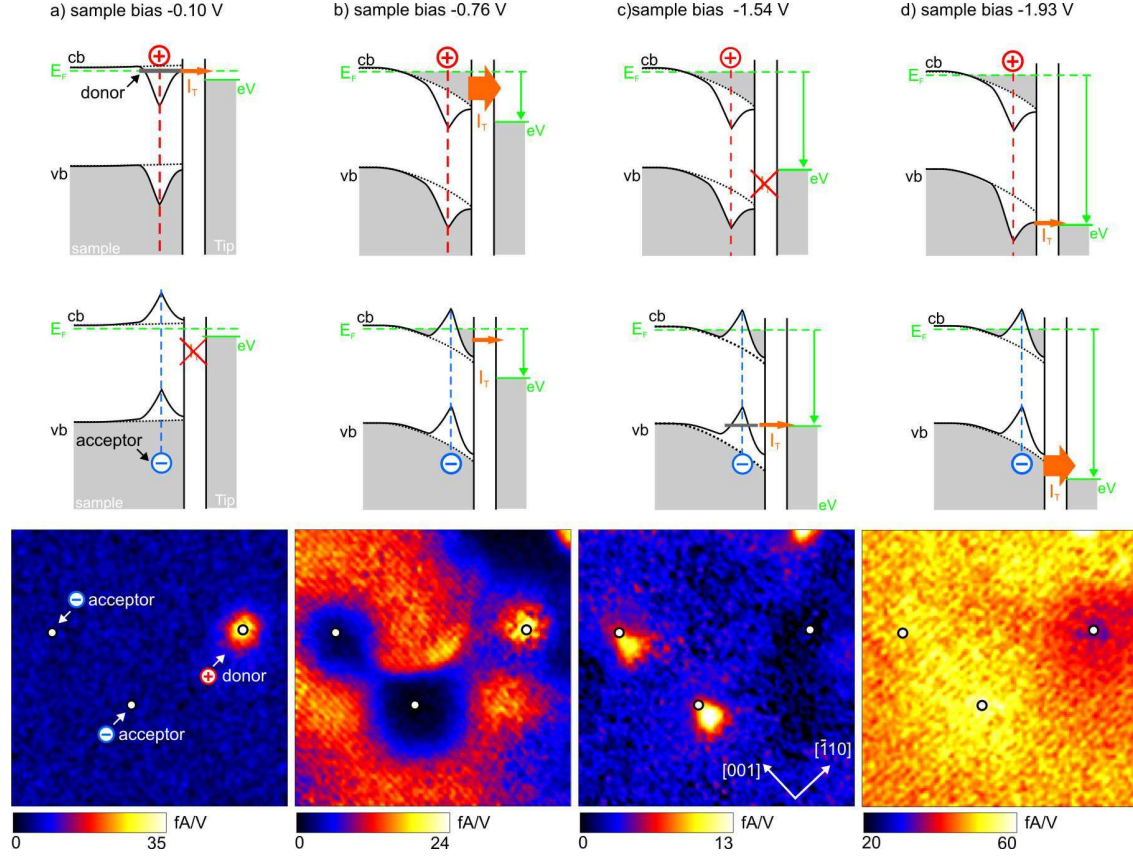 a) sample bias -0.10 V
b) sample bias -0.76 V
c)sample bias -1.54 V
d) sample bias -1.93 V
cb
E_F
donor
+
I_T
eV
vb
sample
Tip
cb
E_F
+
I_T
eV
vb
cb
E_F
+
eV
vb
cb
E_F
+
eV
vb
I_T
cb
E_F
eV
vb
acceptor
−
sample
Tip
cb
E_F
I_T
eV
vb
−
cb
E_F
I_T
vb
−
eV
cb
E_F
vb
−
I_T
eV
− acceptor
+ donor
− acceptor
[001]
[1̄10]
0 35 fA/V
0 24 fA/V
0 13 fA/V
20 60 fA/V